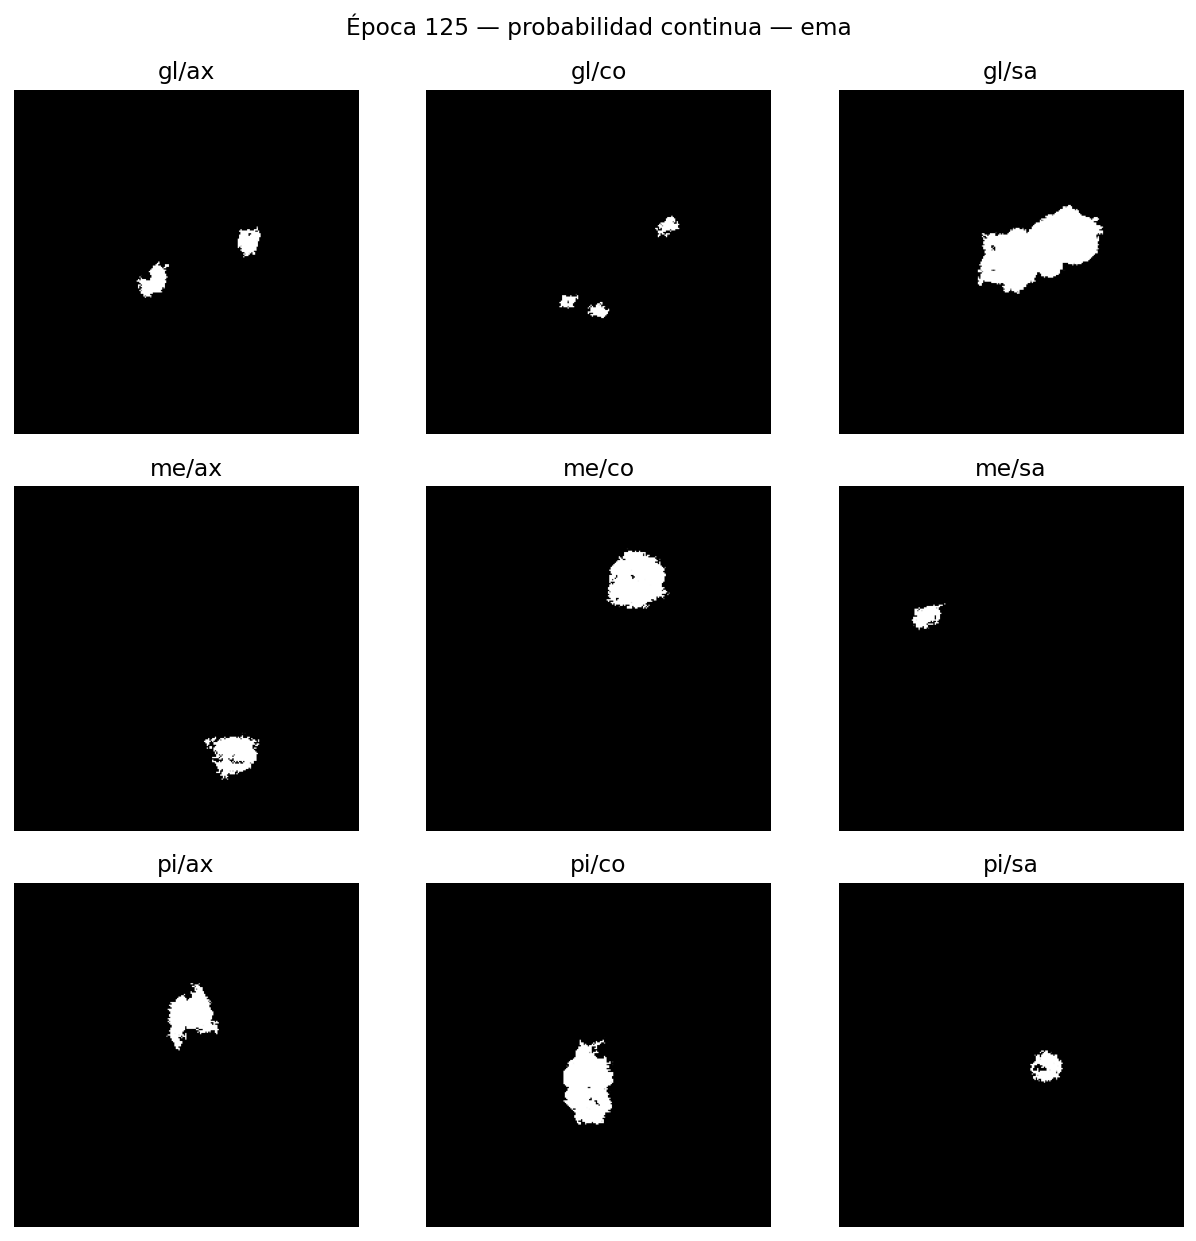 Época 125 — probabilidad continua — ema
gl/ax
gl/co
gl/sa
me/ax
me/co
me/sa
pi/ax
pi/co
pi/sa